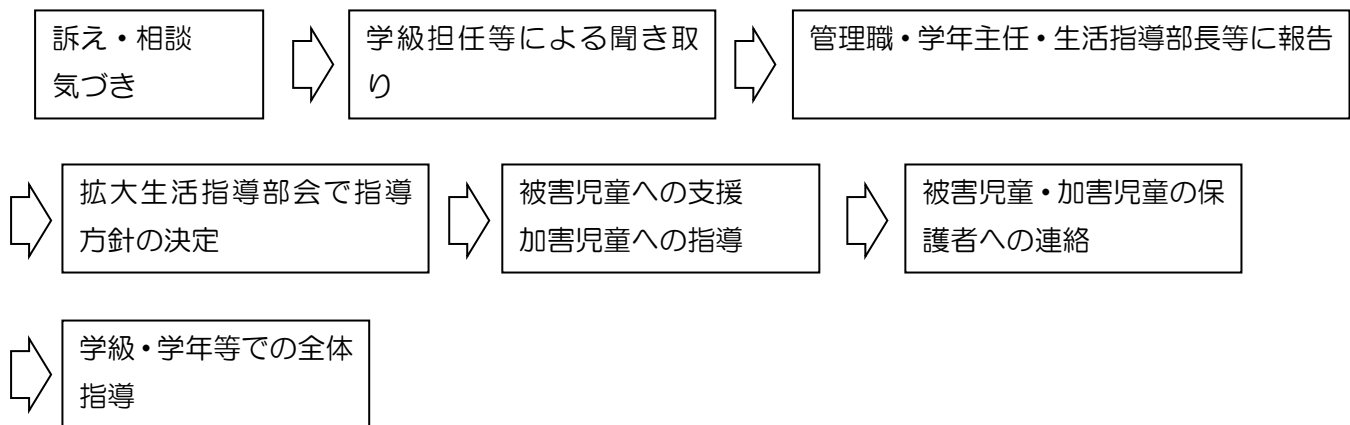 訴え・相談
気づき
学級担任等による聞き取
り
管理職・学年主任・生活指導部長等に報告
拡大生活指導部会で指導
方針の決定
被害児童への支援
加害児童への指導
被害児童・加害児童の保
護者への連絡
学級・学年等での全体
指導